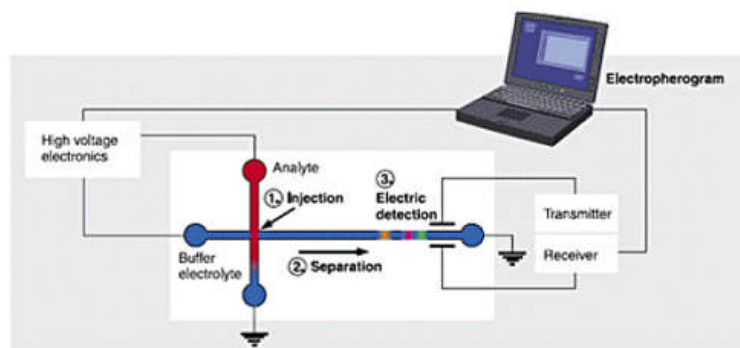 Electropherogram
High voltage
electronics
Analyte
1. Injection
3.
Electric
detection
Transmitter
Receiver
Buffer
electrolyte
2. Separation